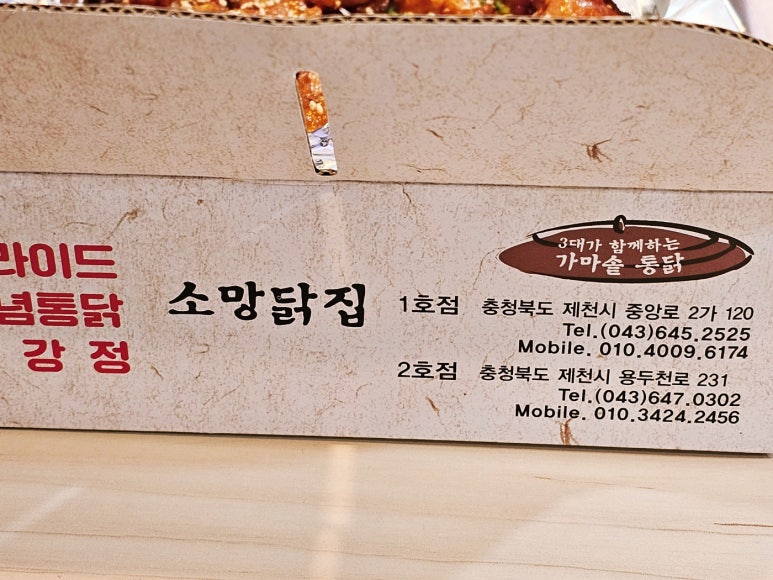 라이드
념통닭
강정
소망닭집
3대가 함께하는
가마솥 통닭
1호점 충청북도 제천시 중앙로 2가 120
Tel.(043)645.2525
Mobile. 010.4009.6174
2호점 충청북도 제천시 용두천로 231
Tel.(043)647.0302
Mobile. 010.3424.2456